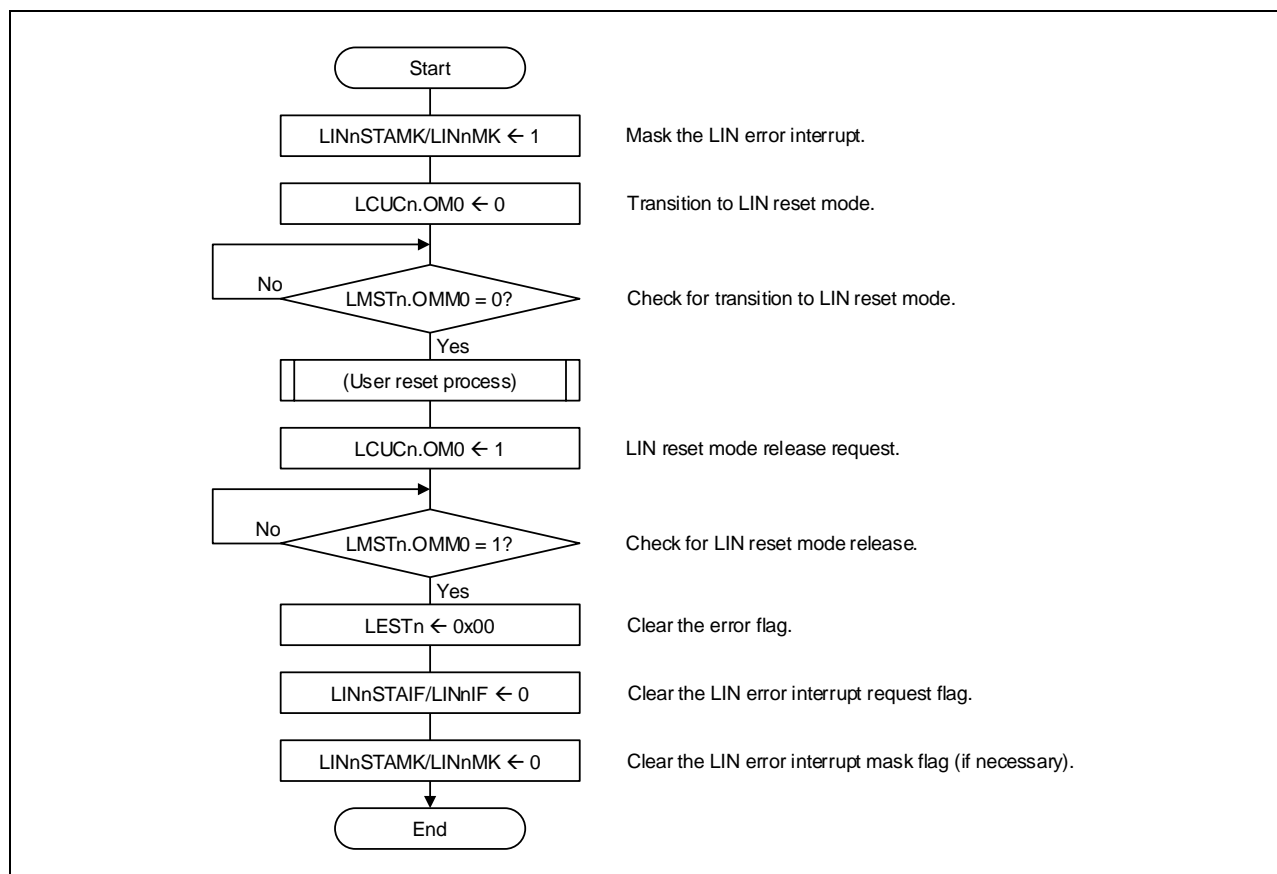 Start
LINnSTAMK/LINnMK ← 1 Mask the LIN error interrupt.
LCUCn.OM0 ← 0 Transition to LIN reset mode.
No
LMSTn.OMM0 = 0? Check for transition to LIN reset mode.
Yes
(User reset process)
LCUCn.OM0 ← 1 LIN reset mode release request.
No
LMSTn.OMM0 = 1? Check for LIN reset mode release.
Yes
LESTn ← 0x00 Clear the error flag.
LINnSTAIF/LINnIF ← 0 Clear the LIN error interrupt request flag.
LINnSTAMK/LINnMK ← 0 Clear the LIN error interrupt mask flag (if necessary).
End